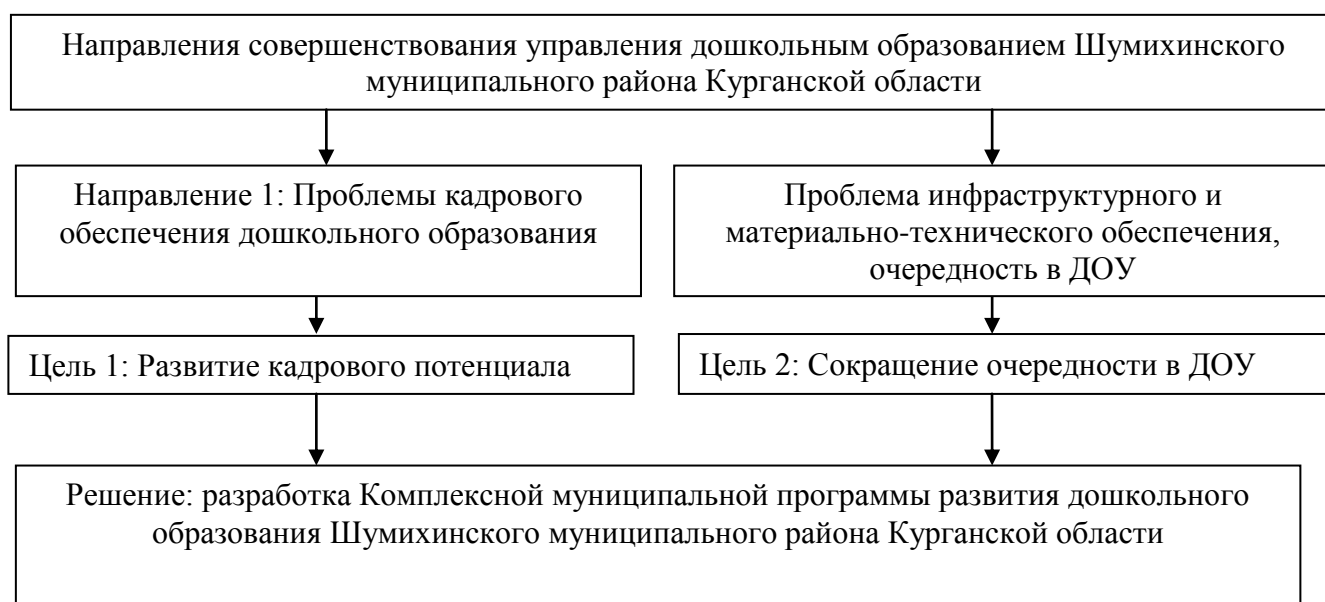 Направления совершенствования управления дошкольным образованием Шумихинского
муниципального района Курганской области
Направление 1: Проблемы кадрового
обеспечения дошкольного образования
Проблема инфраструктурного и
материально-технического обеспечения,
очередность в ДОУ
Цель 1: Развитие кадрового потенциала
Цель 2: Сокращение очередности в ДОУ
Решение: разработка Комплексной муниципальной программы развития дошкольного
образования Шумихинского муниципального района Курганской области